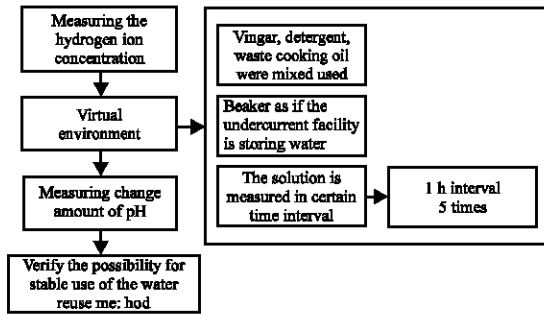 Measuring the
hydrogen ion
concentration
Virtual
environment
Measuring change
amount of pH
Verify the possibility for
stable use of the water
reuse me: hod
Vingar, detergent,
waste cooking oil
were mixed used
Beaker as if the
undercurrent facility
is storing water
The solution is
measured in certain
time interval
1 h interval
5 times